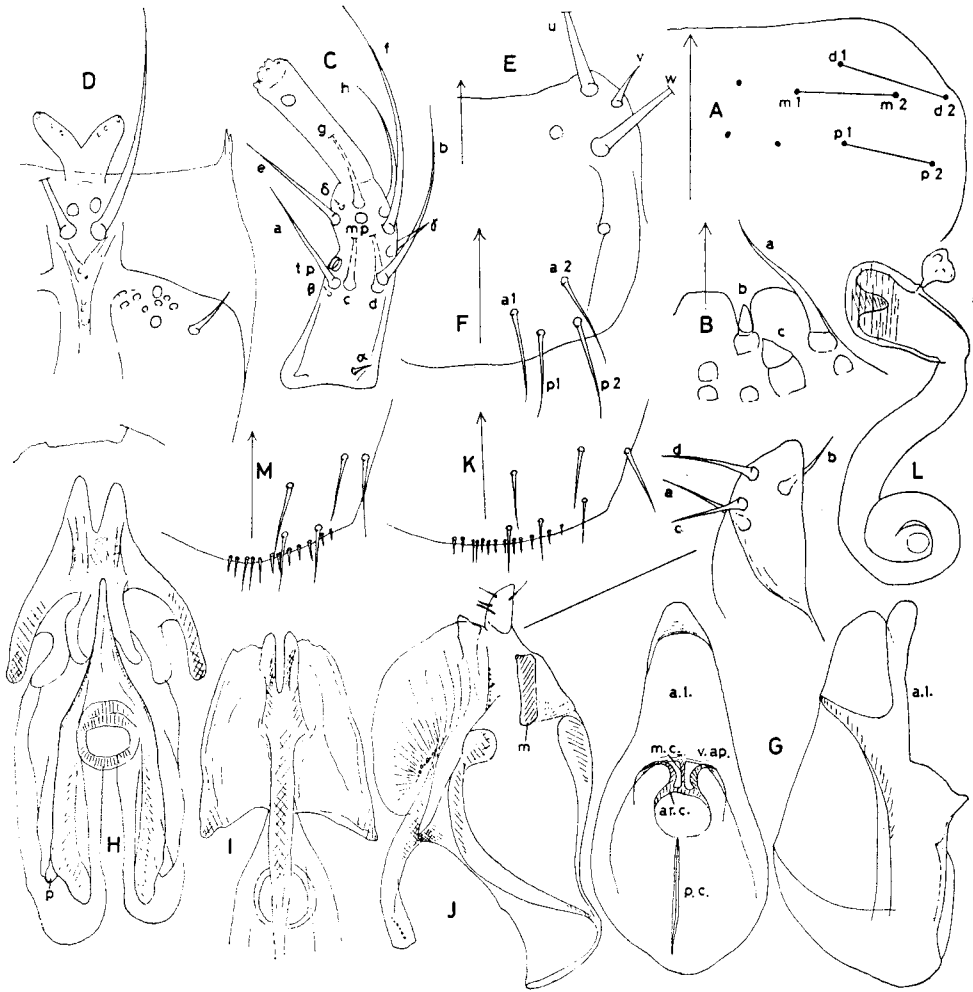 D
C
f
h
g
e
δ
b
a
mp
γ
tp
β
c
d
α
E
u
v
w
F
a1
a2
p1
p2
A
d1
d2
m1
m2
p1
p2
B
a
b
c
L
d
a
c
b
M
K
H
p
I
J
m
G
a.l.
m.c.
v.ap.
ar.c.
p.c.
a.l.